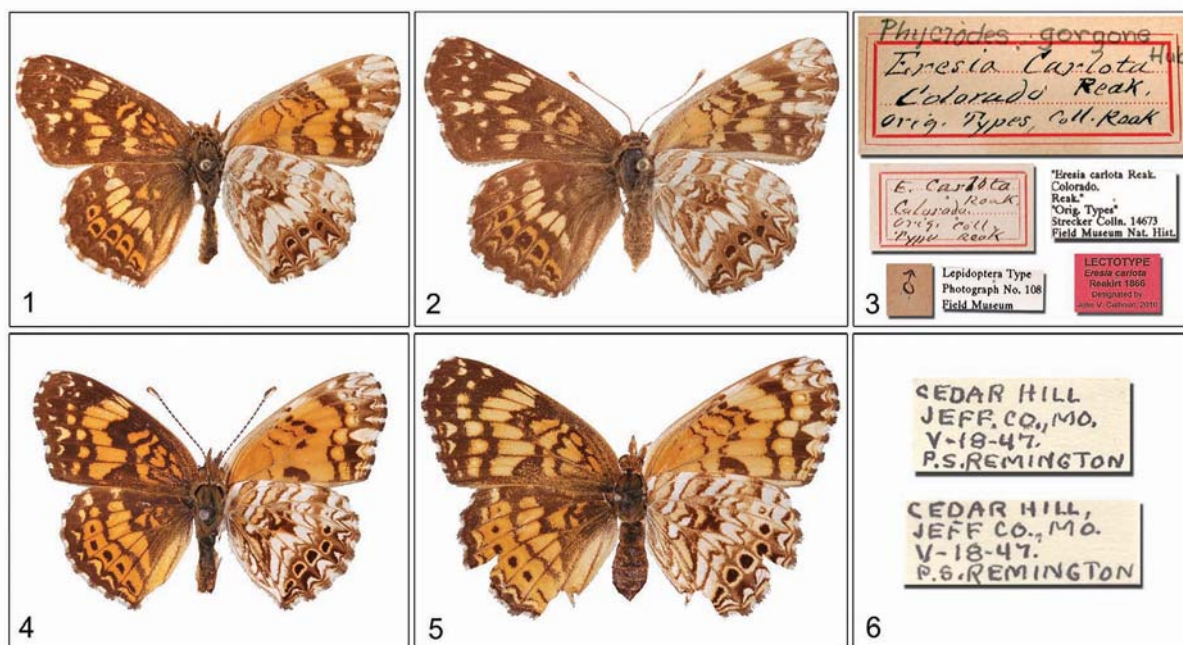 1
2
Phyciodes gorgone
Hub
Eresia Carlota
Colorado Reak.
Orig. Types, Coll. Reak
E. Carlota
Reak.
Colorado.
Orig. Coll.
Type Reak
"Eresia carlota Reak.
Colorado.
Reak."
"Orig. Types"
Strecker Colln. 14673
Field Museum Nat. Hist.
♂
Lepidoptera Type
Photograph No. 108
Field Museum
LECTOTYPE
Eresia carlota
Reakirt 1866
Designated by
John V. Calhoun, 2010
3
4
5
CEDAR HILL
JEFF. CO., MO.
V-18-47.
P.S. REMINGTON
CEDAR HILL,
JEFF CO., MO.
V-18-47.
P.S. REMINGTON
6